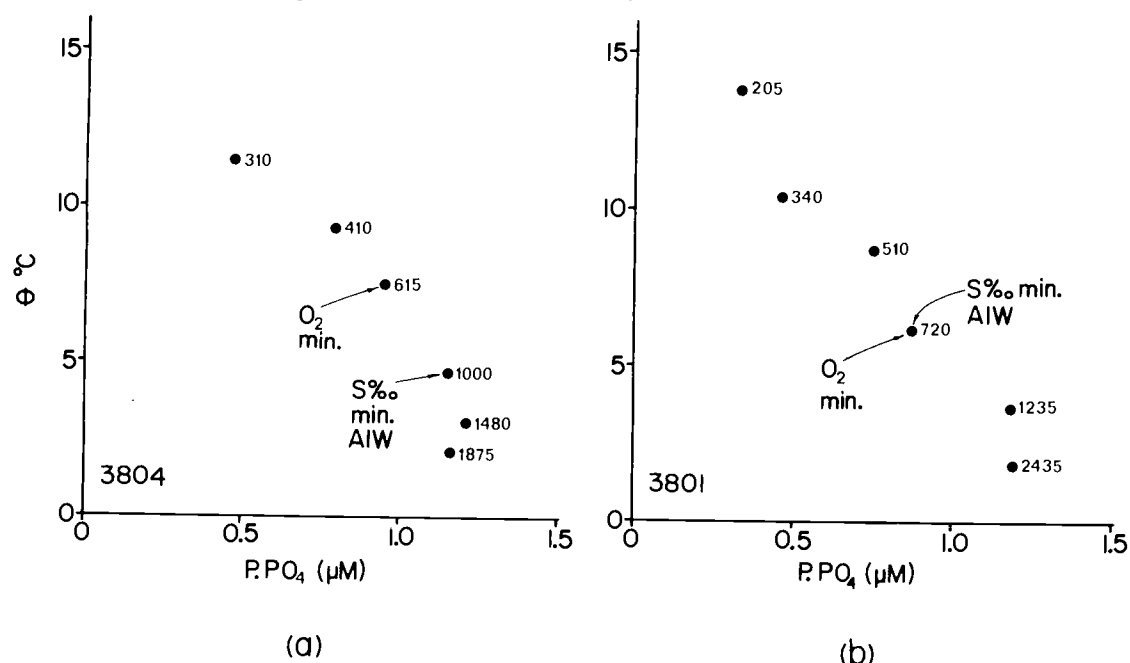 15
310
10
410
θ °C
615
O₂
min.
5
1000
S‰
min.
AIW
1480
1875
3804
0
0
0.5
1.0
1.5
P.PO₄ (μM)
(a)
15
205
10
340
510
S‰ min.
AIW
720
5
O₂
min.
1235
2435
3801
0
0
0.5
1.0
1.5
P.PO₄ (μM)
(b)